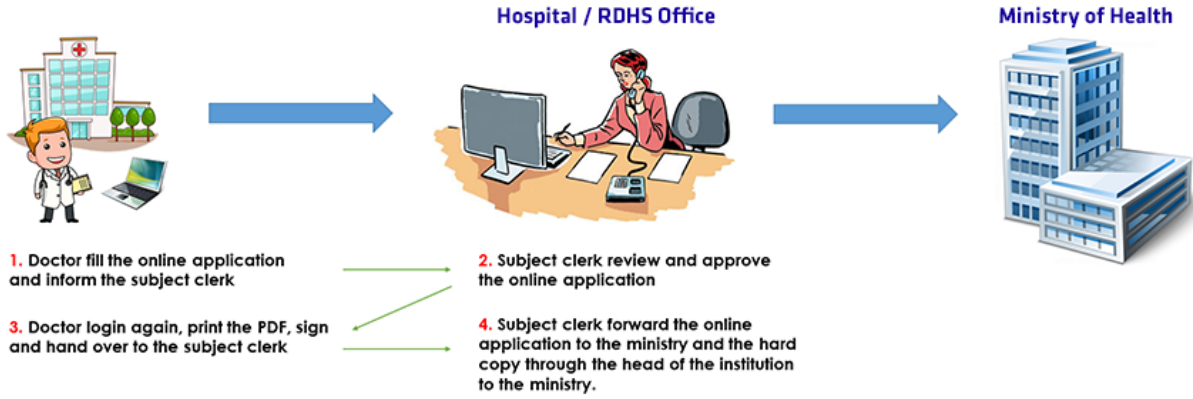 Hospital / RDHS Office
Ministry of Health
1. Doctor fill the online application
and inform the subject clerk
2. Subject clerk review and approve
the online application
3. Doctor login again, print the PDF, sign
and hand over to the subject clerk
4. Subject clerk forward the online
application to the ministry and the hard
copy through the head of the institution
to the ministry.